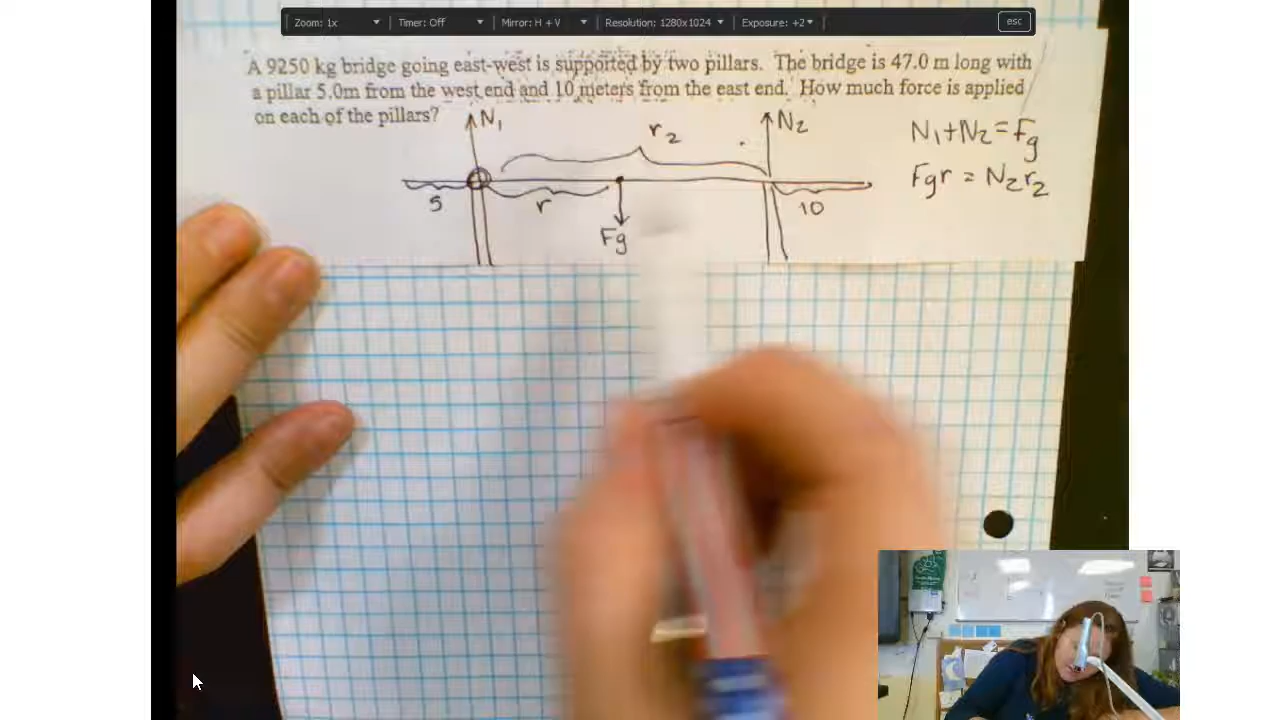 Zoom: 1x Timer: Off Mirror: H + V Resolution: 1280x1024 Exposure: +2 esc
A 9250 kg bridge going east-west is supported by two pillars. The bridge is 47.0 m long with
a pillar 5.0m from the west end and 10 meters from the east end. How much force is applied
on each of the pillars?
N₁ r₂ N₂
5 r 10
Fg
N₁+N₂=Fg
Fgr = N₂r₂